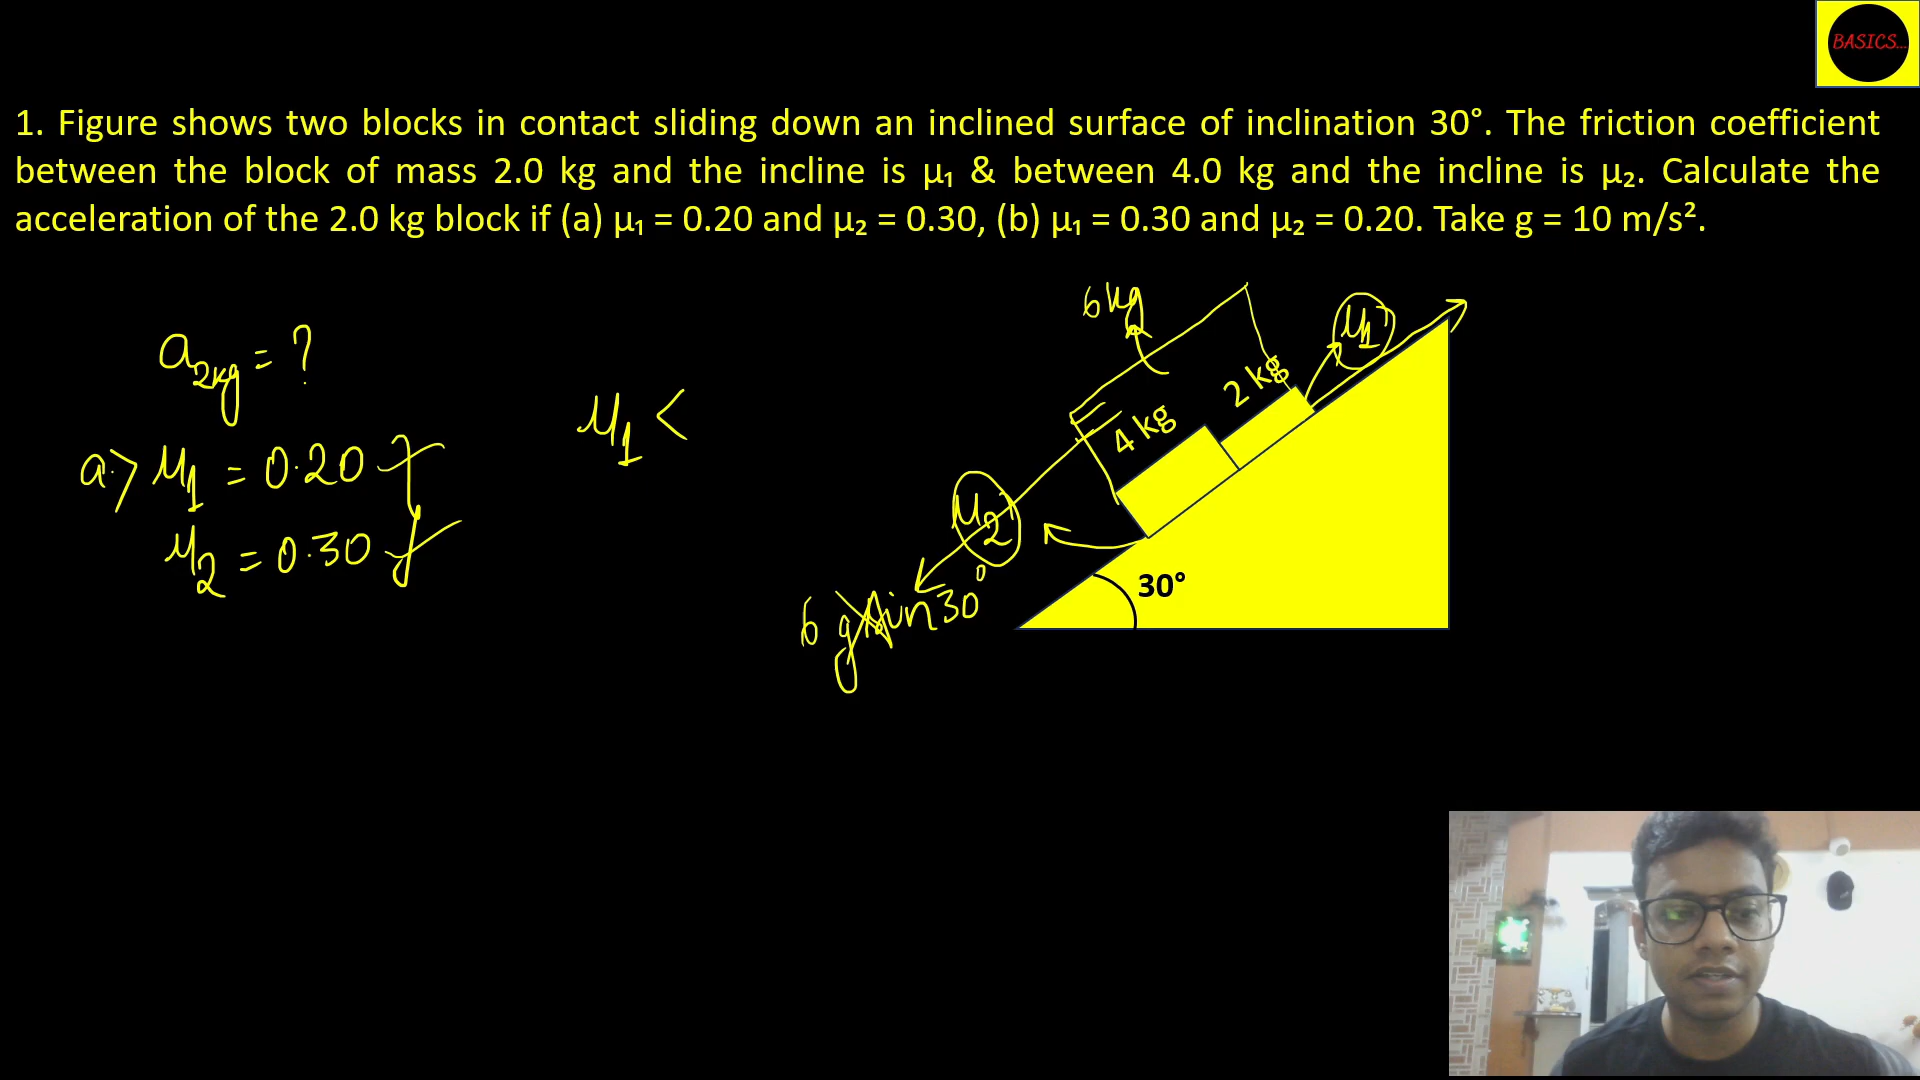 BASICS...
1. Figure shows two blocks in contact sliding down an inclined surface of inclination 30°. The friction coefficient
between the block of mass 2.0 kg and the incline is μ₁ & between 4.0 kg and the incline is μ₂. Calculate the
acceleration of the 2.0 kg block if (a) μ₁ = 0.20 and μ₂ = 0.30, (b) μ₁ = 0.30 and μ₂ = 0.20. Take g = 10 m/s².
a₂kg = ?
a.> μ₁ = 0.20
μ₂ = 0.30
μ₁ <
6kg
μ₁
2 kg
4 kg
μ₂
30°
6 g sin30°